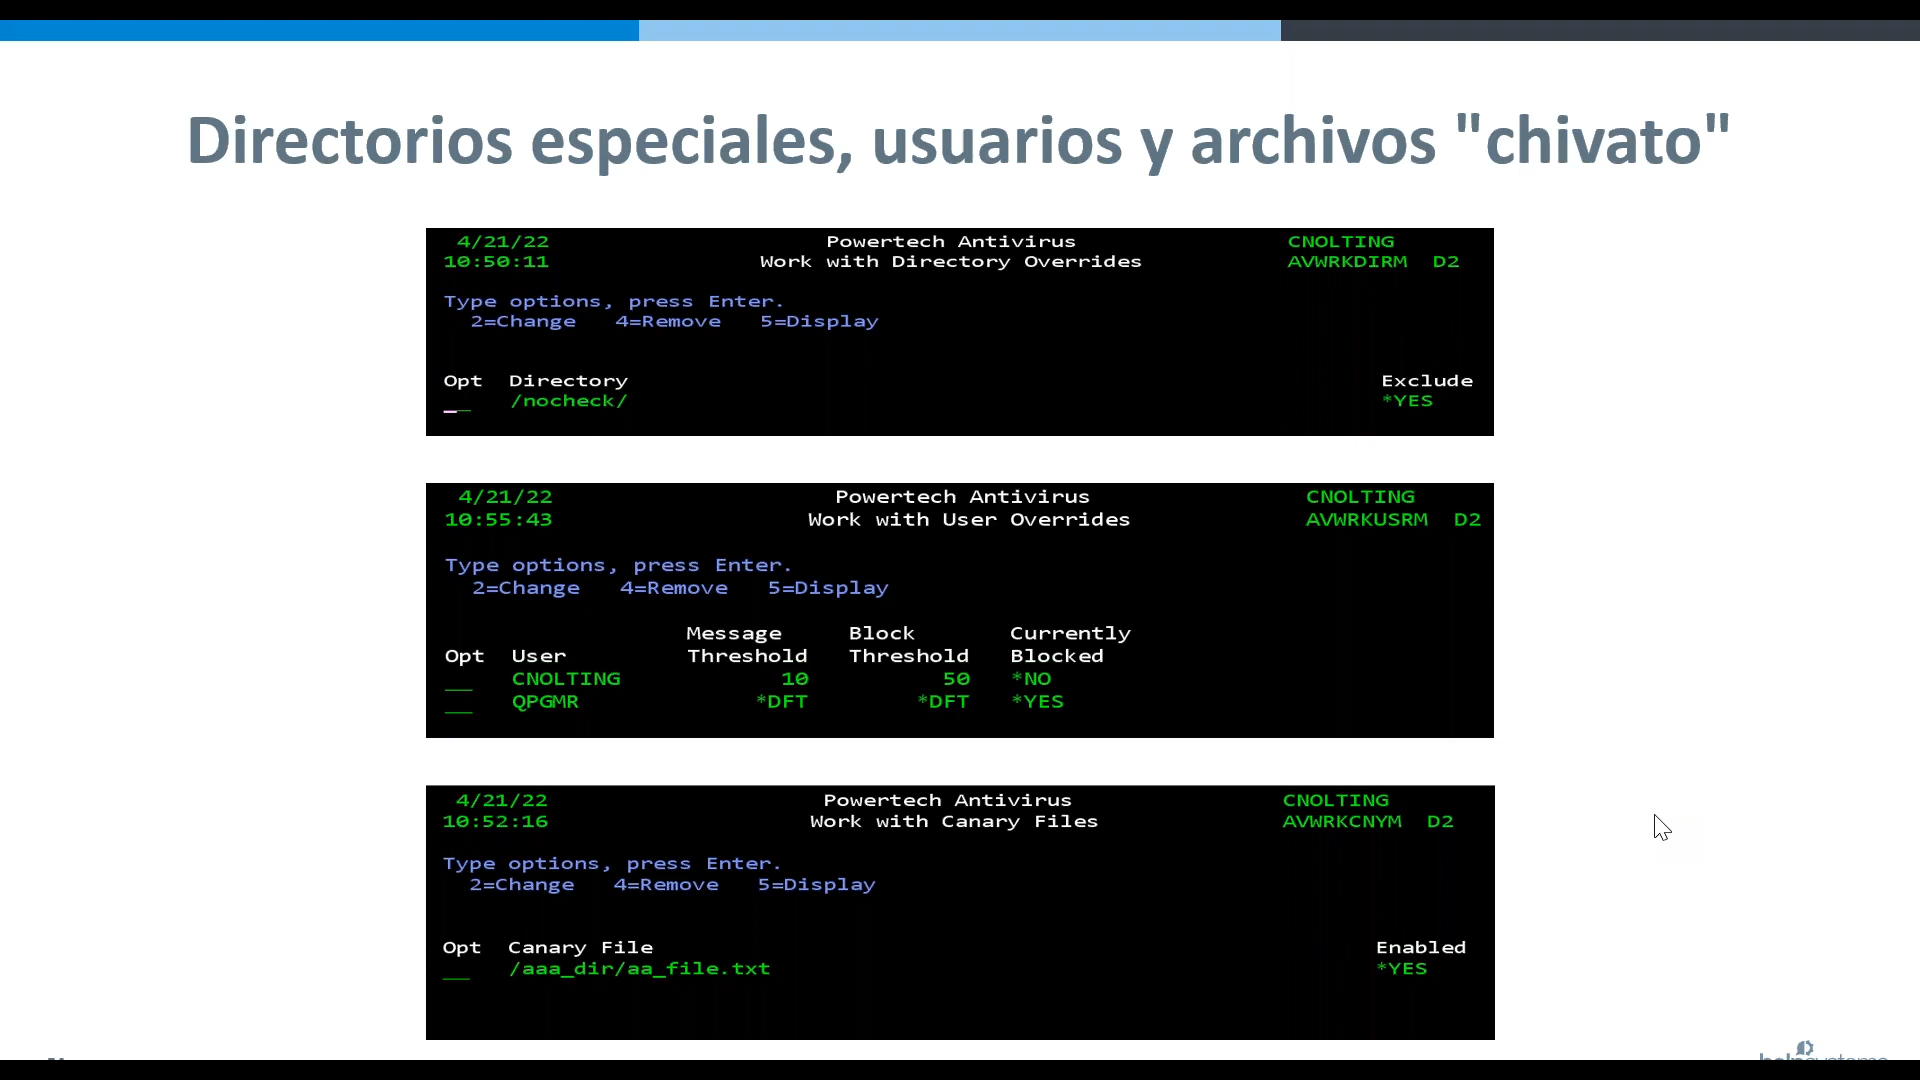 Directorios especiales, usuarios y archivos "chivato"
4/21/22 Powertech Antivirus CNOLTING
10:50:11 Work with Directory Overrides AVWRKDIRM D2
Type options, press Enter.
2=Change 4=Remove 5=Display
Opt Directory Exclude
__ /nocheck/ *YES
4/21/22 Powertech Antivirus CNOLTING
10:55:43 Work with User Overrides AVWRKUSRM D2
Type options, press Enter.
2=Change 4=Remove 5=Display
Message Block Currently
Opt User Threshold Threshold Blocked
__ CNOLTING 10 50 *NO
__ QPGMR *DFT *DFT *YES
4/21/22 Powertech Antivirus CNOLTING
10:52:16 Work with Canary Files AVWRKCNYM D2
Type options, press Enter.
2=Change 4=Remove 5=Display
Opt Canary File Enabled
__ /aaa_dir/aa_file.txt *YES